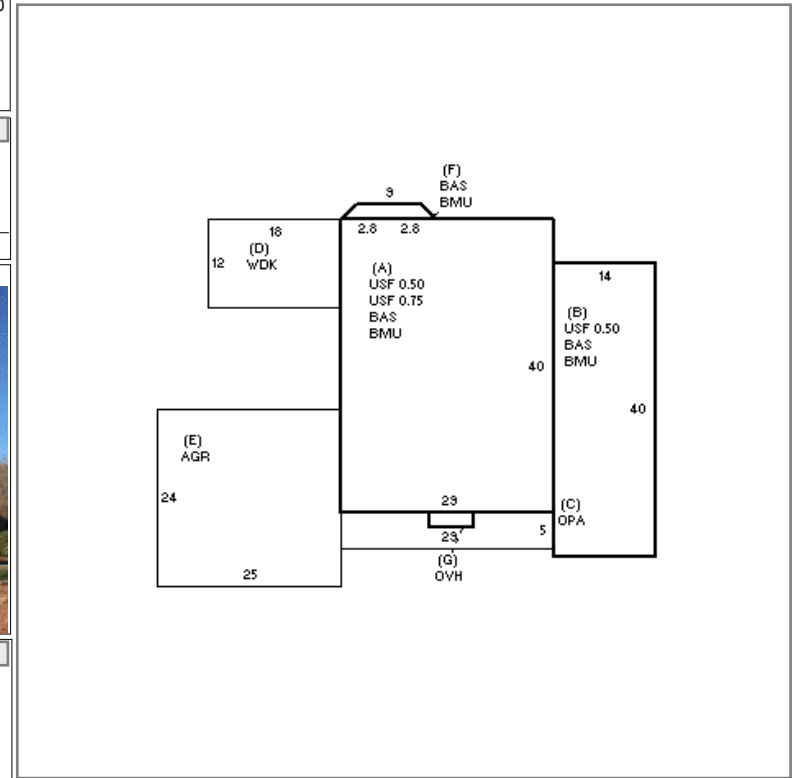 (F)
BAS
BMU
9
2.8 2.8
18
(D)
WDK
12
(A)
USF 0.50
USF 0.75
BAS
BMU
14
(B)
USF 0.50
BAS
BMU
40
40
(E)
AGR
24
25
29
(C)
OPA
5
29
(G)
OVH